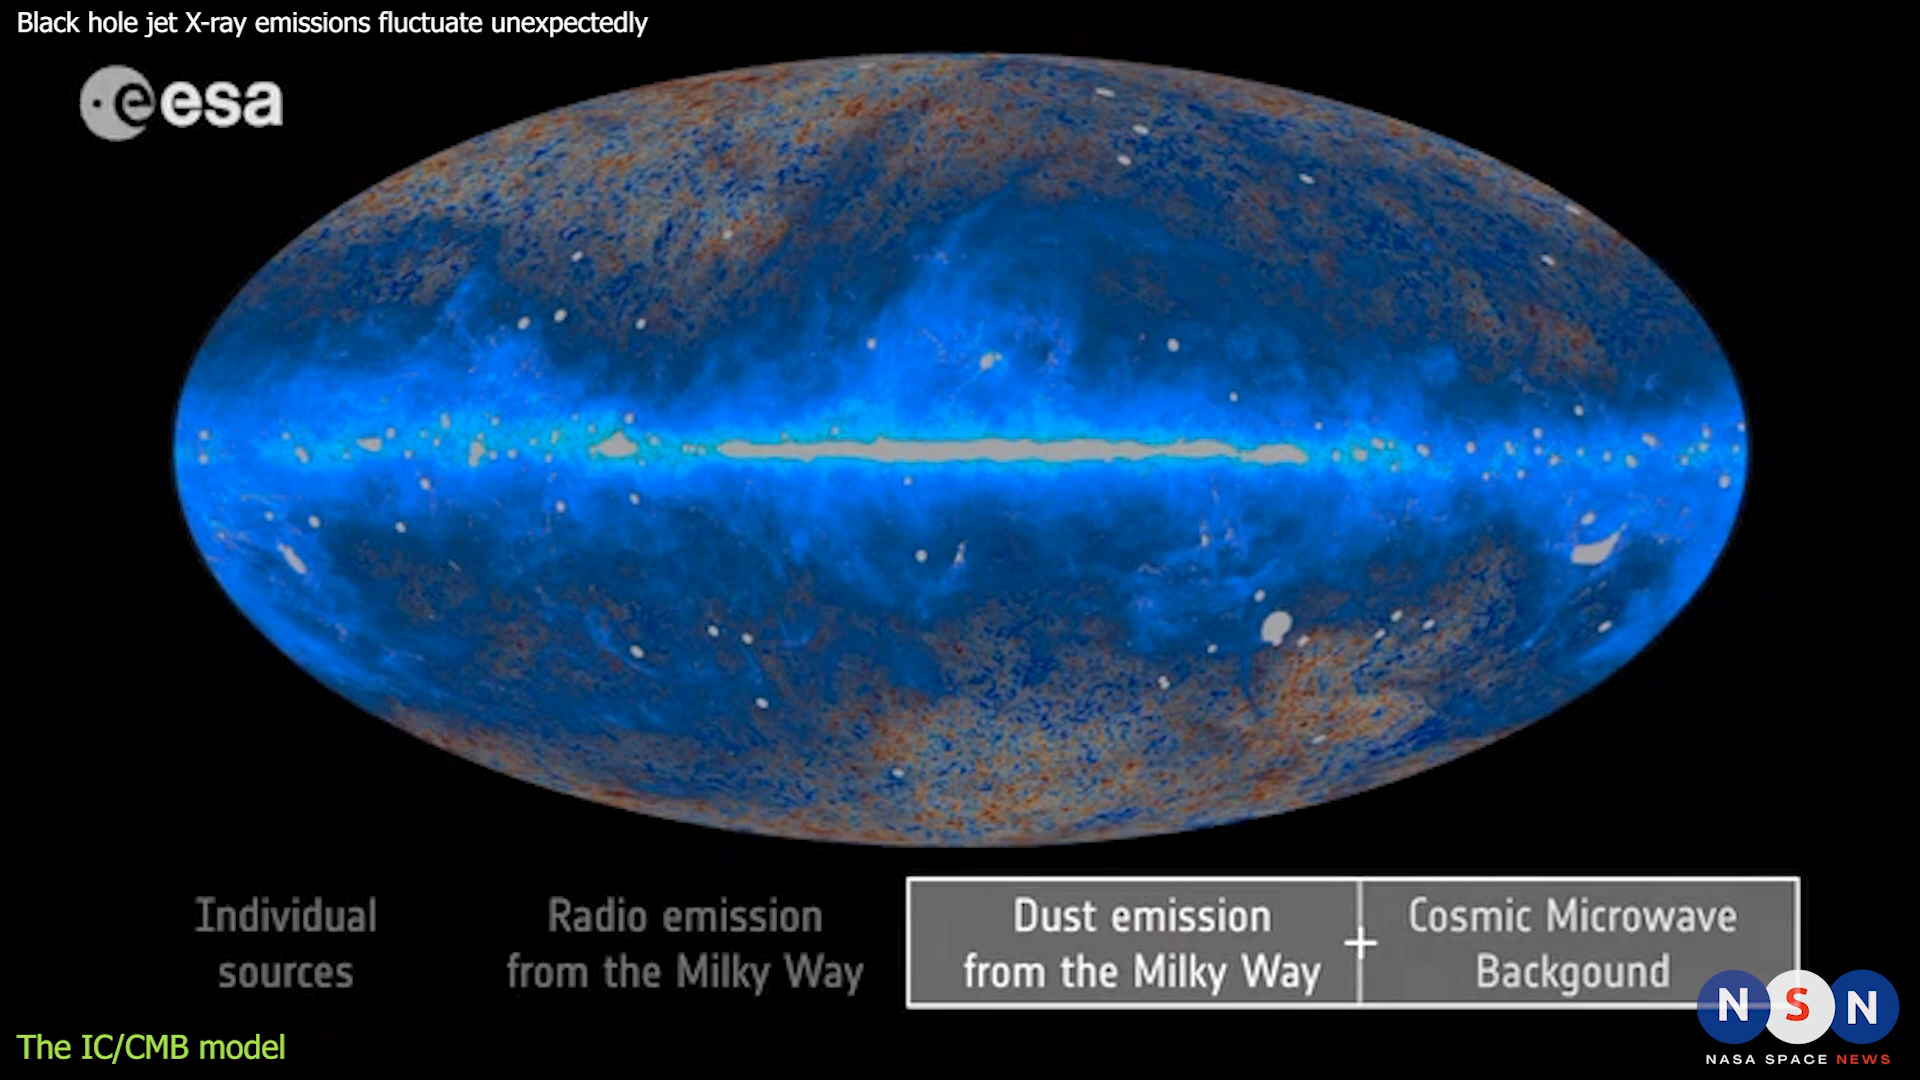 Black hole jet X-ray emissions fluctuate unexpectedly
esa
Individual
sources
Radio emission
from the Milky Way
Dust emission
from the Milky Way
+
Cosmic Microwave
Backgound
The IC/CMB model
NSN
NASA SPACE NEWS